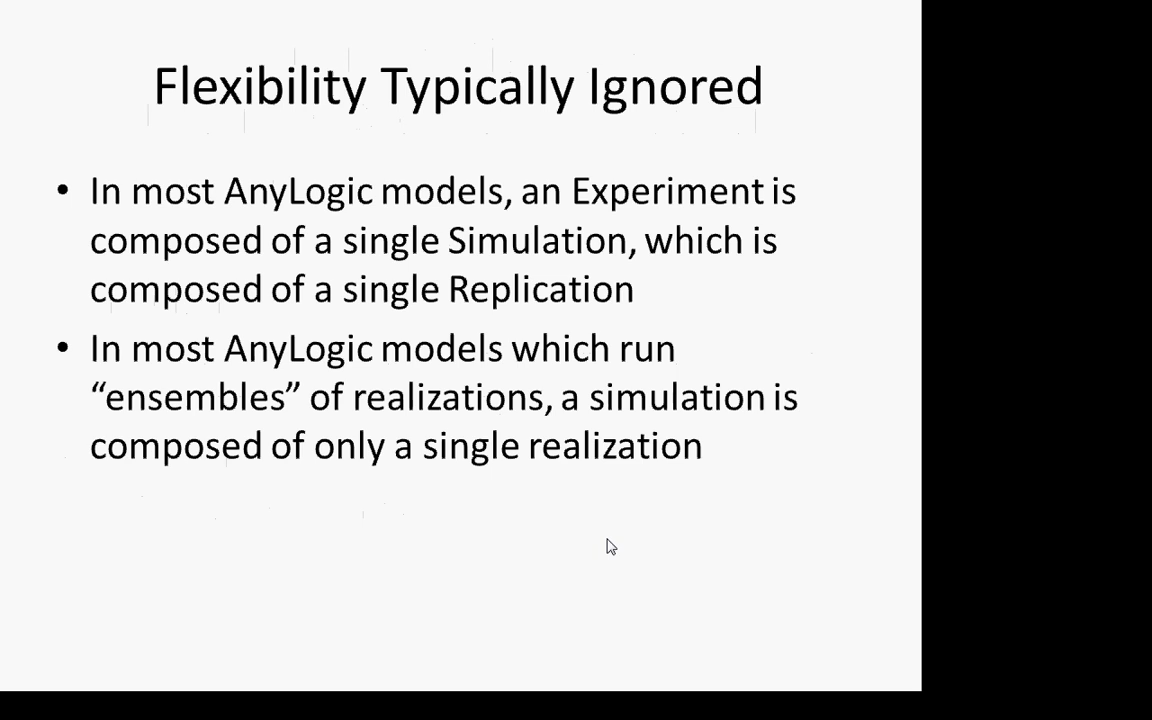 Flexibility Typically Ignored
• In most AnyLogic models, an Experiment is
composed of a single Simulation, which is
composed of a single Replication
• In most AnyLogic models which run
“ensembles” of realizations, a simulation is
composed of only a single realization